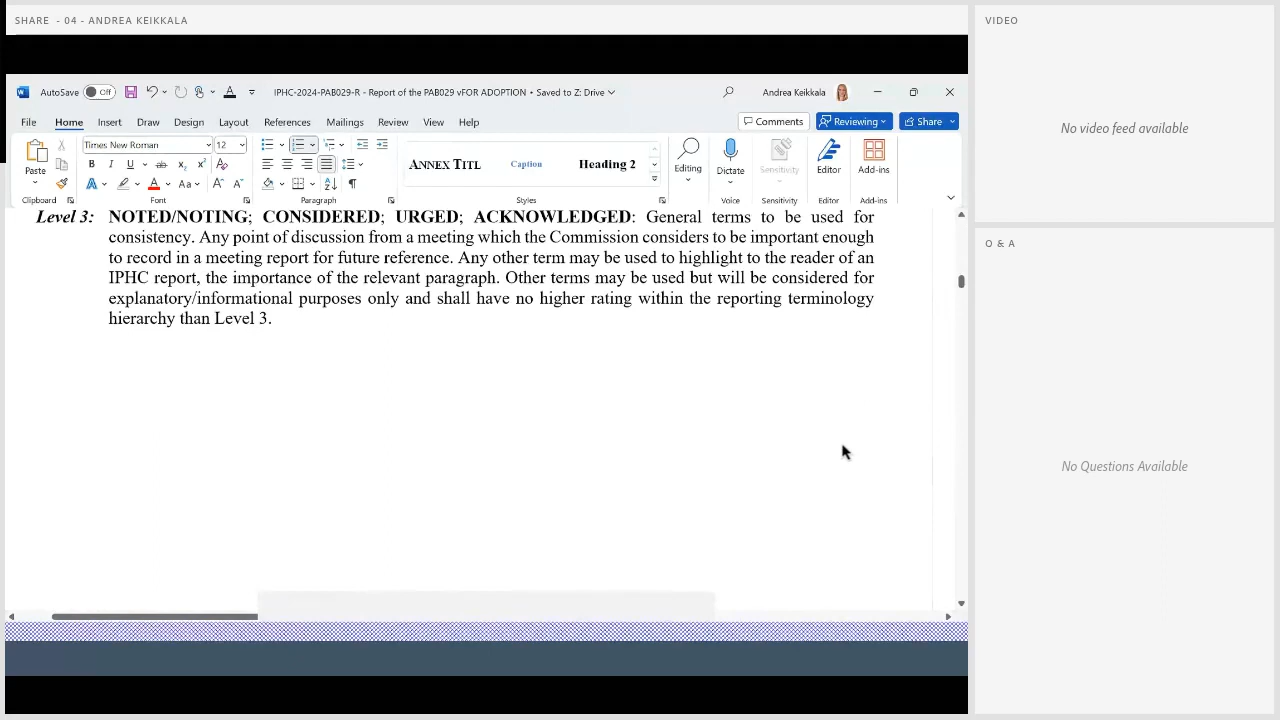 SHARE - 04 - ANDREA KEIKKALA
VIDEO
AutoSave Off
IPHC-2024-PAB029-R - Report of the PAB029 vFOR ADOPTION • Saved to Z: Drive
Andrea Keikkala
File Home Insert Draw Design Layout References Mailings Review View Help
Comments Reviewing Share
Times New Roman 12
Paste
B I U ab x₂ x² A
A A Aa A A
ANNEX TITL Caption Heading 2
Editing Dictate Sensitivity Editor Add-ins
Clipboard Font Paragraph Styles Voice Sensitivity Editor Add-ins
Level 3: NOTED/NOTING; CONSIDERED; URGED; ACKNOWLEDGED: General terms to be used for
consistency. Any point of discussion from a meeting which the Commission considers to be important enough
to record in a meeting report for future reference. Any other term may be used to highlight to the reader of an
IPHC report, the importance of the relevant paragraph. Other terms may be used but will be considered for
explanatory/informational purposes only and shall have no higher rating within the reporting terminology
hierarchy than Level 3.
No video feed available
Q & A
No Questions Available